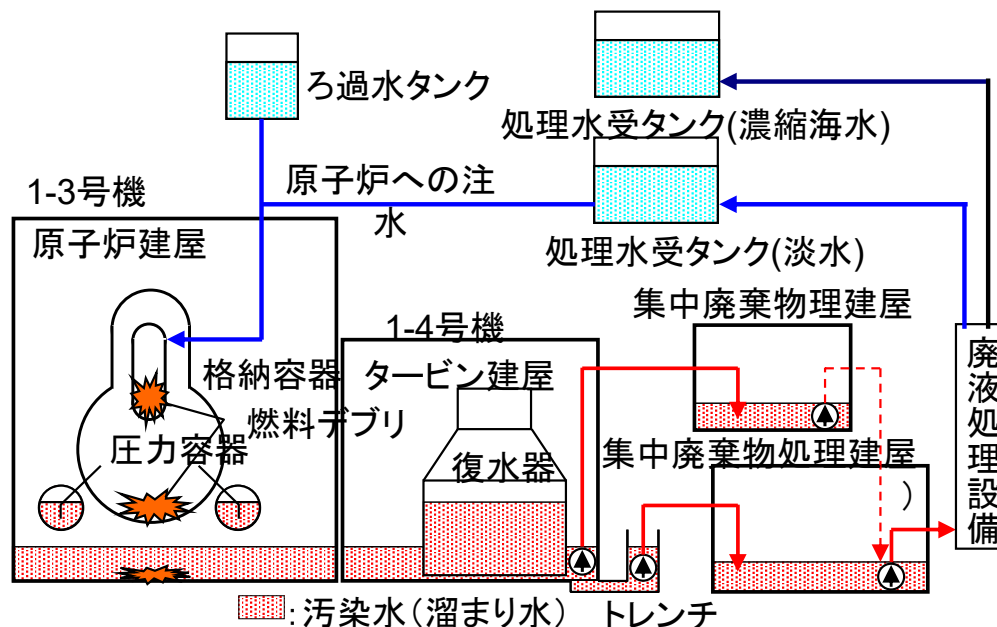 ろ過水タンク
処理水受タンク(濃縮海水)
原子炉への注
水
1-3号機
原子炉建屋
処理水受タンク(淡水)
集中廃棄物理建屋
1-4号機
格納容器
タービン建屋
燃料デブリ
圧力容器
復水器
集中廃棄物処理建屋
)
廃液処理設備
:汚染水(溜まり水)
トレンチ